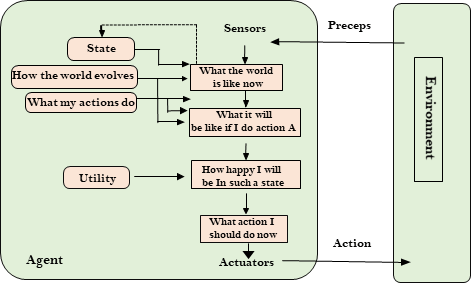 Sensors
Preceps
State
How the world evolves
What my actions do
What the world
is like now
What it will
be like if I do action A
How happy I will
be In such a state
Utility
What action I
should do now
Agent
Actuators
Action
Environment